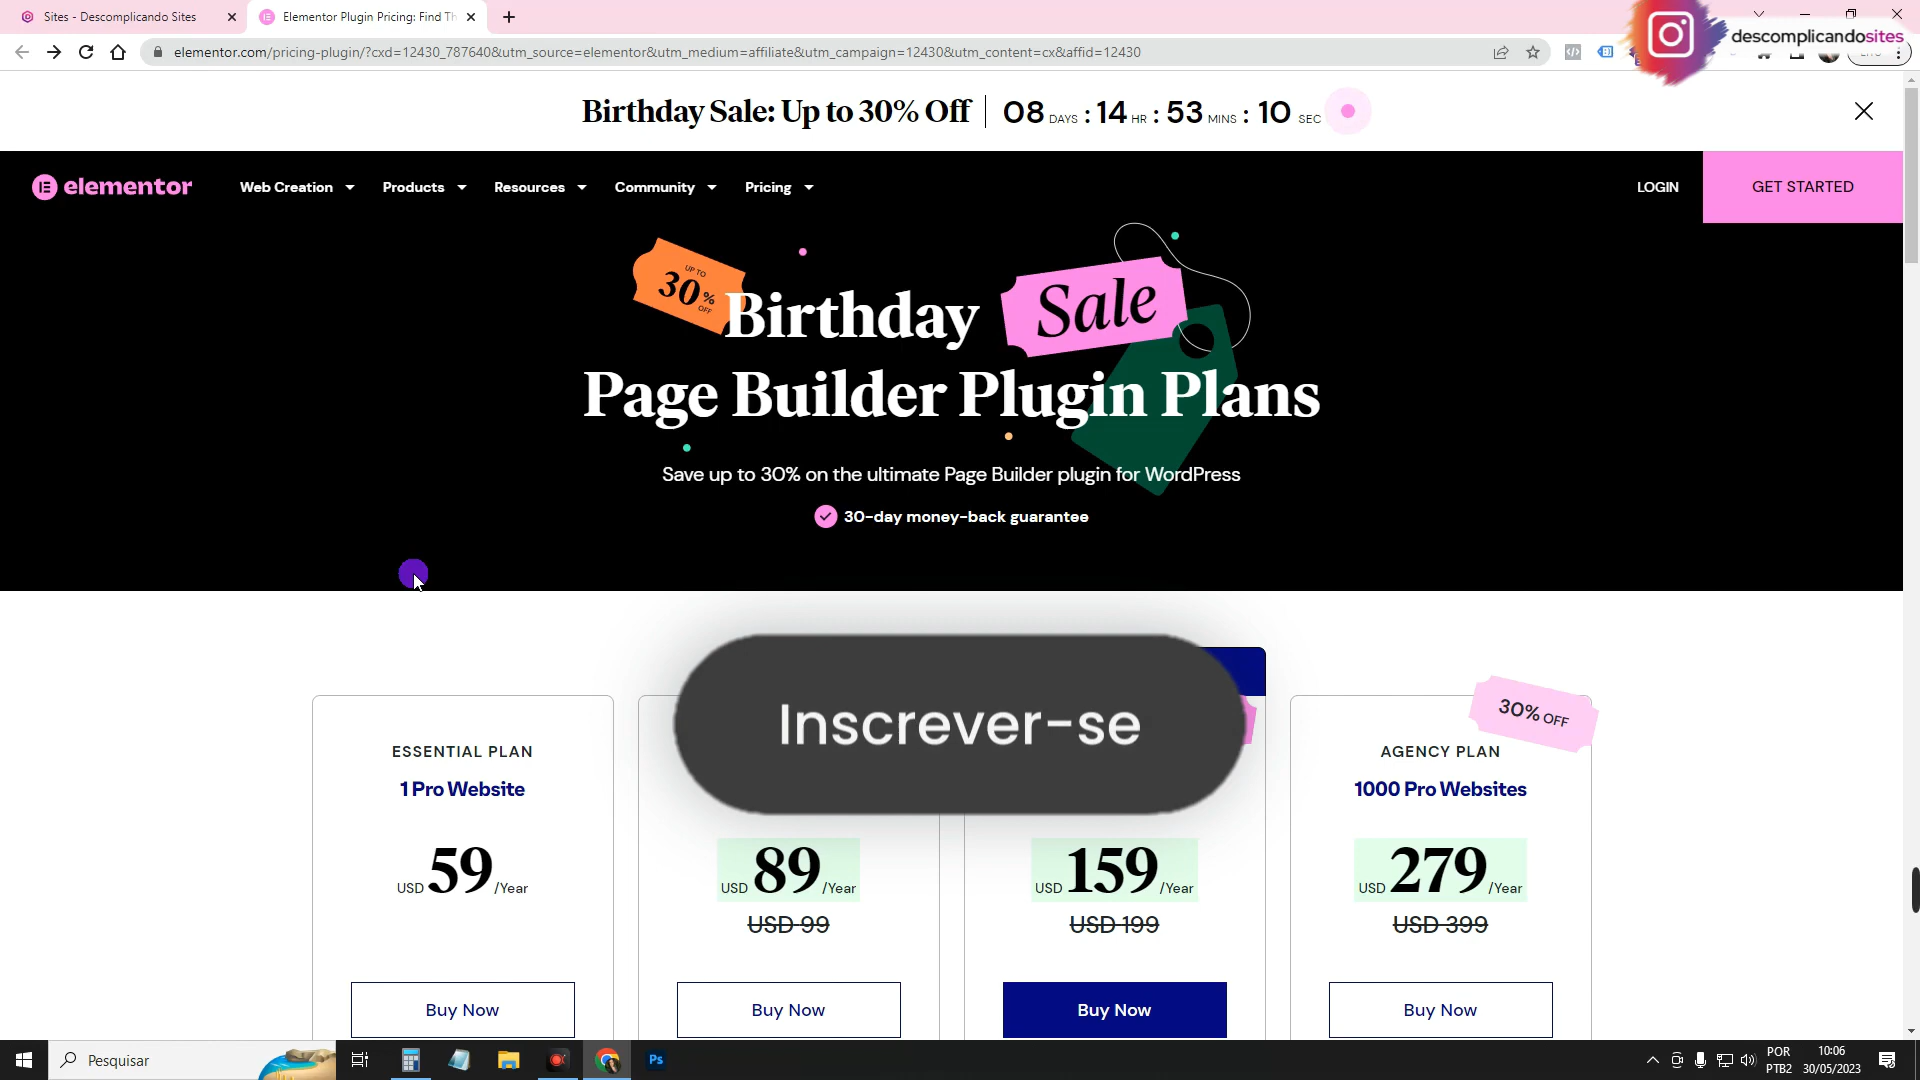 Sites - Descomplicando Sites
Elementor Plugin Pricing: Find Th
elementor.com/pricing-plugin/?cxd=12430_787640&utm_source=elementor&utm_medium=affiliate&utm_campaign=12430&utm_content=cx&affid=12430
descomplicandosites
Birthday Sale: Up to 30% Off
08 DAYS : 14 HR : 53 MINS : 10 SEC
elementor
Web Creation
Products
Resources
Community
Pricing
LOGIN
GET STARTED
UP TO
30%
OFF
Birthday Sale
Page Builder Plugin Plans
Save up to 30% on the ultimate Page Builder plugin for WordPress
30-day money-back guarantee
Inscrever-se
ESSENTIAL PLAN
1 Pro Website
USD 59 /Year
Buy Now
USD 89 /Year
USD 99
Buy Now
USD 159 /Year
USD 199
Buy Now
30% OFF
AGENCY PLAN
1000 Pro Websites
USD 279 /Year
USD 399
Buy Now
Pesquisar
Ps
POR
PTB2
10:06
30/05/2023